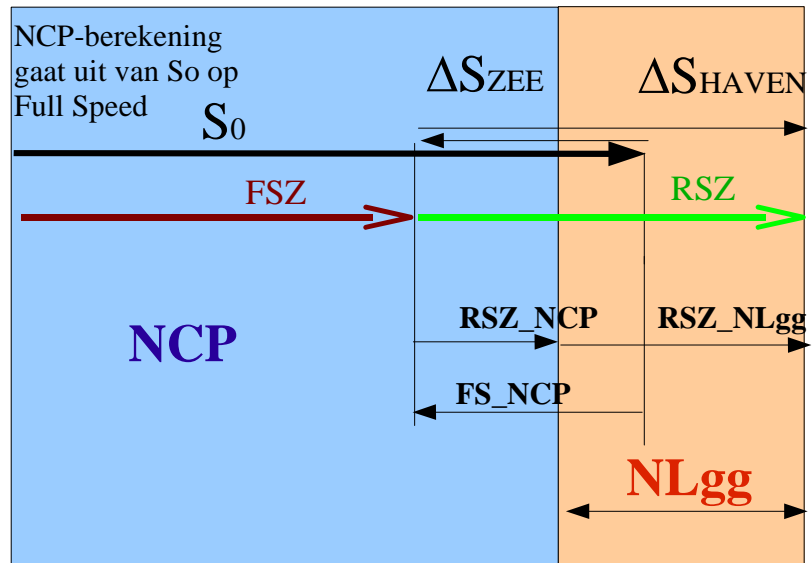 NCP-berekening
gaat uit van So op
Full Speed
ΔSZEE
ΔSHAVEN
S0
FSZ
RSZ
RSZ_NCP
RSZ_NLgg
NCP
FS_NCP
NLgg